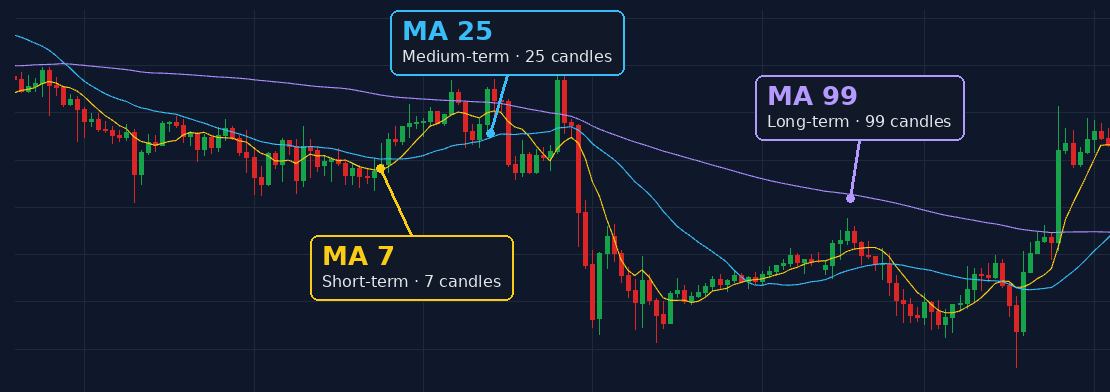 MA 25
Medium-term · 25 candles
MA 99
Long-term · 99 candles
MA 7
Short-term · 7 candles